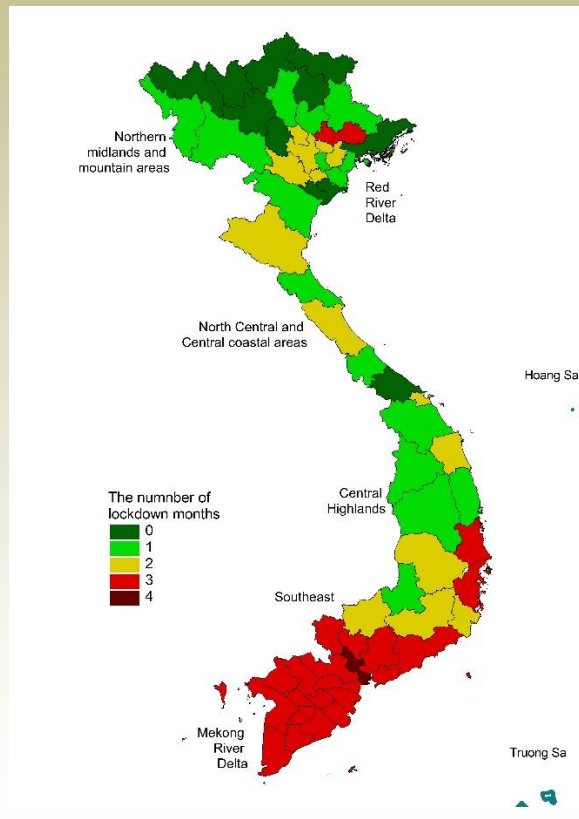 Northern
midlands and
mountain areas
Red
River
Delta
North Central and
Central coastal areas
Hoang Sa
The numnber of
lockdown months
0
1
2
3
4
Central
Highlands
Southeast
Mekong
River
Delta
Truong Sa